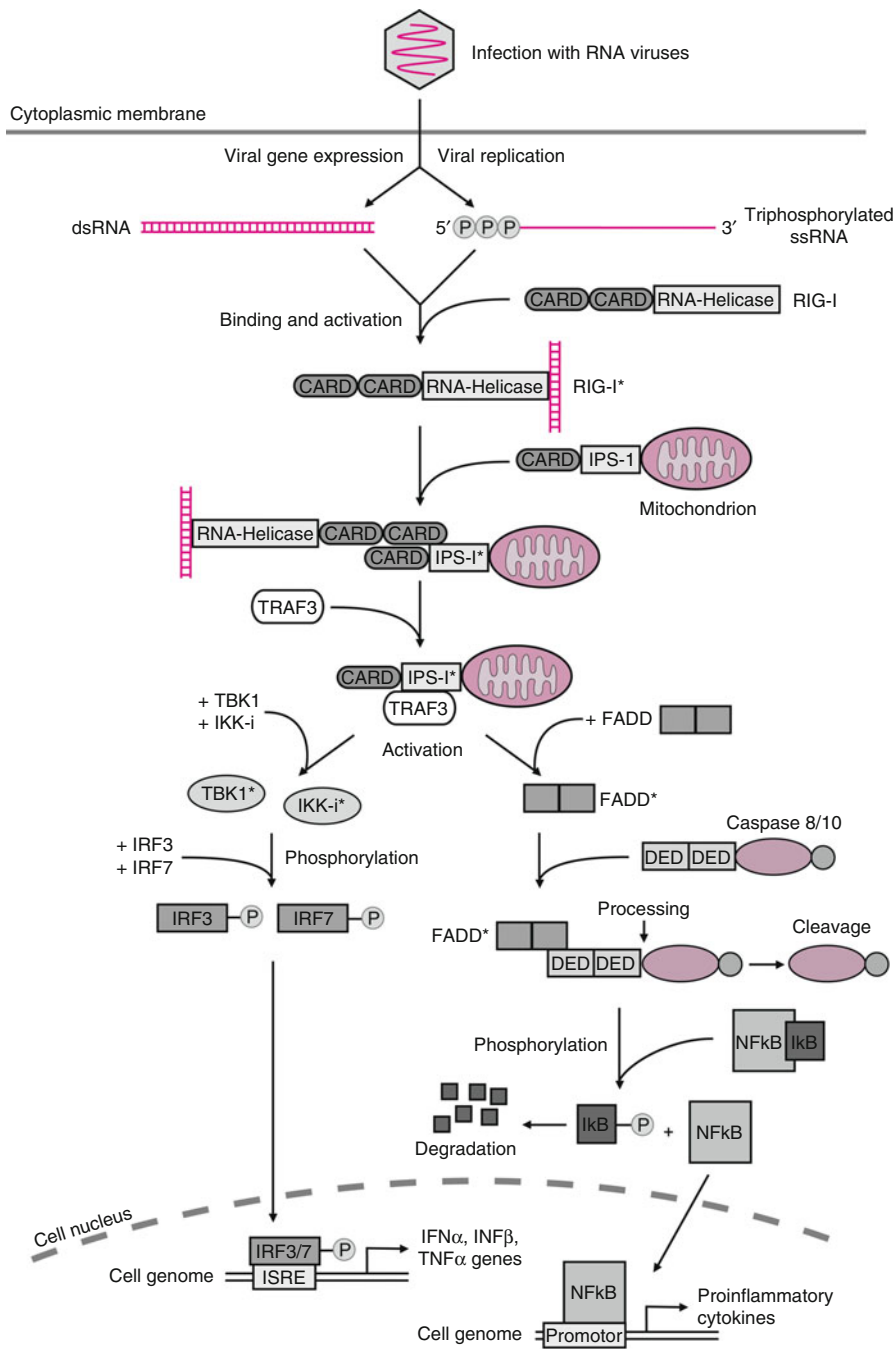 Infection with RNA viruses
Cytoplasmic membrane
Viral gene expression
Viral replication
dsRNA
5′ P P P
3′ Triphosphorylated
ssRNA
CARD CARD RNA-Helicase RIG-I
Binding and activation
CARD CARD RNA-Helicase RIG-I*
CARD IPS-1
Mitochondrion
RNA-Helicase CARD CARD
CARD IPS-I*
TRAF3
CARD IPS-I*
TRAF3
+ TBK1
+ IKK-i
Activation
+ FADD
TBK1*
IKK-i*
FADD*
Caspase 8/10
+ IRF3
+ IRF7
Phosphorylation
DED DED
IRF3 P
IRF7 P
Processing
Cleavage
FADD*
DED DED
Phosphorylation
NFkB IkB
IkB P + NFkB
Degradation
Cell nucleus
IRF3/7 P
ISRE
Cell genome
IFNα, INFβ,
TNFα genes
NFkB
Promotor
Cell genome
Proinflammatory
cytokines